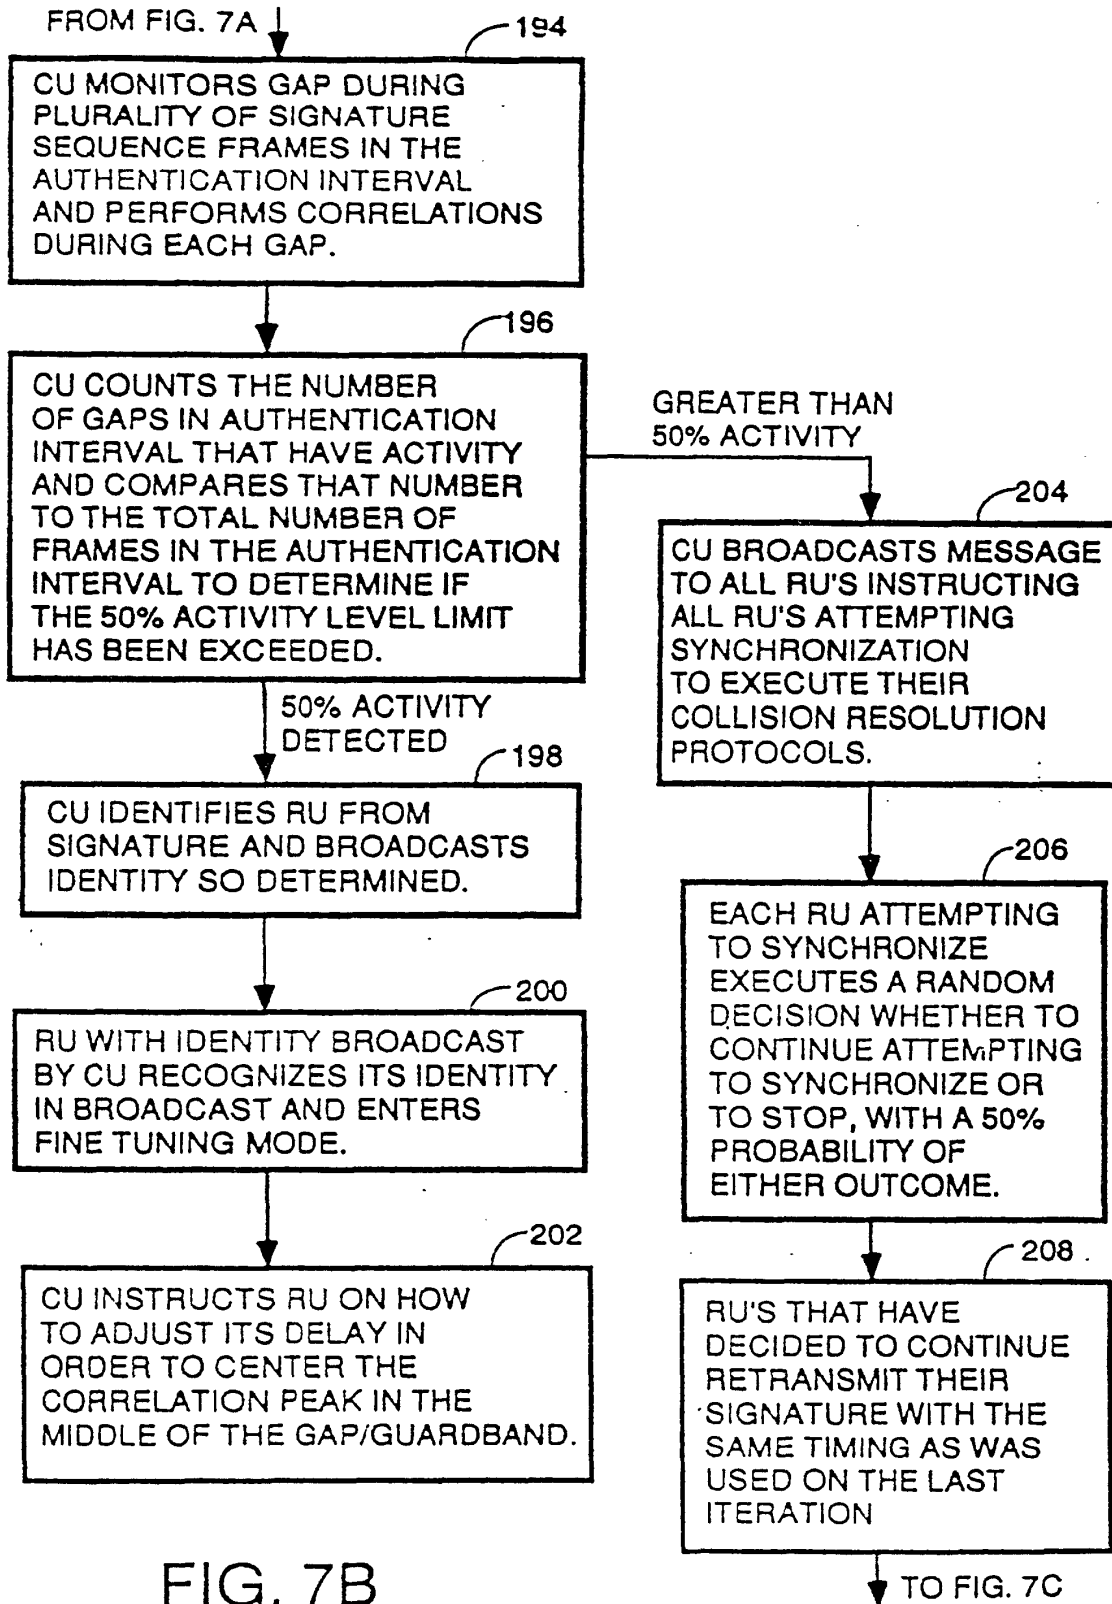 FROM FIG. 7A
194
CU MONITORS GAP DURING
PLURALITY OF SIGNATURE
SEQUENCE FRAMES IN THE
AUTHENTICATION INTERVAL
AND PERFORMS CORRELATIONS
DURING EACH GAP.
196
CU COUNTS THE NUMBER
OF GAPS IN AUTHENTICATION
INTERVAL THAT HAVE ACTIVITY
AND COMPARES THAT NUMBER
TO THE TOTAL NUMBER OF
FRAMES IN THE AUTHENTICATION
INTERVAL TO DETERMINE IF
THE 50% ACTIVITY LEVEL LIMIT
HAS BEEN EXCEEDED.
50% ACTIVITY
DETECTED
198
CU IDENTIFIES RU FROM
SIGNATURE AND BROADCASTS
IDENTITY SO DETERMINED.
200
RU WITH IDENTITY BROADCAST
BY CU RECOGNIZES ITS IDENTITY
IN BROADCAST AND ENTERS
FINE TUNING MODE.
202
CU INSTRUCTS RU ON HOW
TO ADJUST ITS DELAY IN
ORDER TO CENTER THE
CORRELATION PEAK IN THE
MIDDLE OF THE GAP/GUARDBAND.
GREATER THAN
50% ACTIVITY
204
CU BROADCASTS MESSAGE
TO ALL RU'S INSTRUCTING
ALL RU'S ATTEMPTING
SYNCHRONIZATION
TO EXECUTE THEIR
COLLISION RESOLUTION
PROTOCOLS.
206
EACH RU ATTEMPTING
TO SYNCHRONIZE
EXECUTES A RANDOM
DECISION WHETHER TO
CONTINUE ATTEMPTING
TO SYNCHRONIZE OR
TO STOP, WITH A 50%
PROBABILITY OF
EITHER OUTCOME.
208
RU'S THAT HAVE
DECIDED TO CONTINUE
RETRANSMIT THEIR
SIGNATURE WITH THE
SAME TIMING AS WAS
USED ON THE LAST
ITERATION
TO FIG. 7C
FIG. 7B